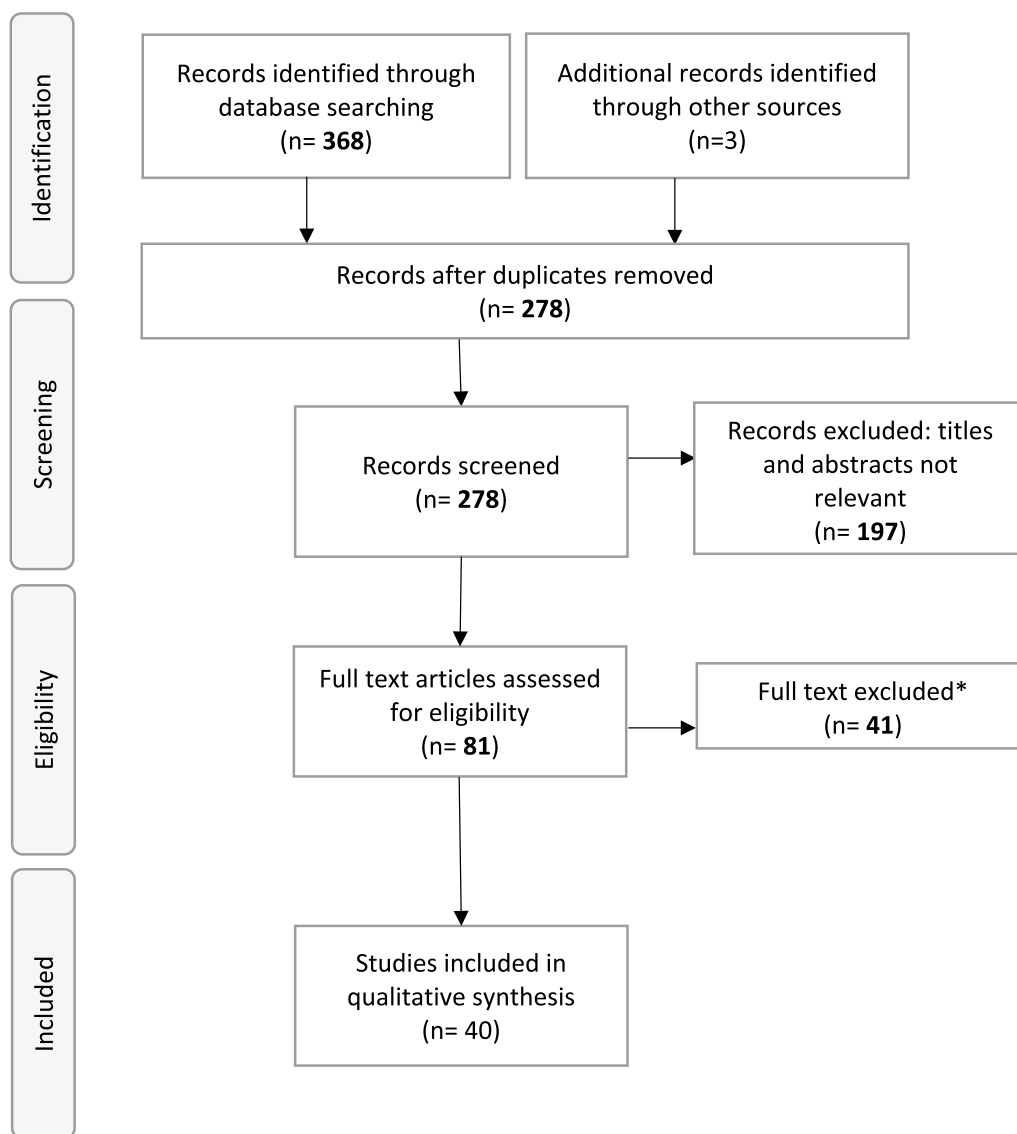 Identification
Records identified through
database searching
(n= 368)
Additional records identified
through other sources
(n=3)
Records after duplicates removed
(n= 278)
Screening
Records screened
(n= 278)
Records excluded: titles
and abstracts not
relevant
(n= 197)
Eligibility
Full text articles assessed
for eligibility
(n= 81)
Full text excluded*
(n= 41)
Included
Studies included in
qualitative synthesis
(n= 40)